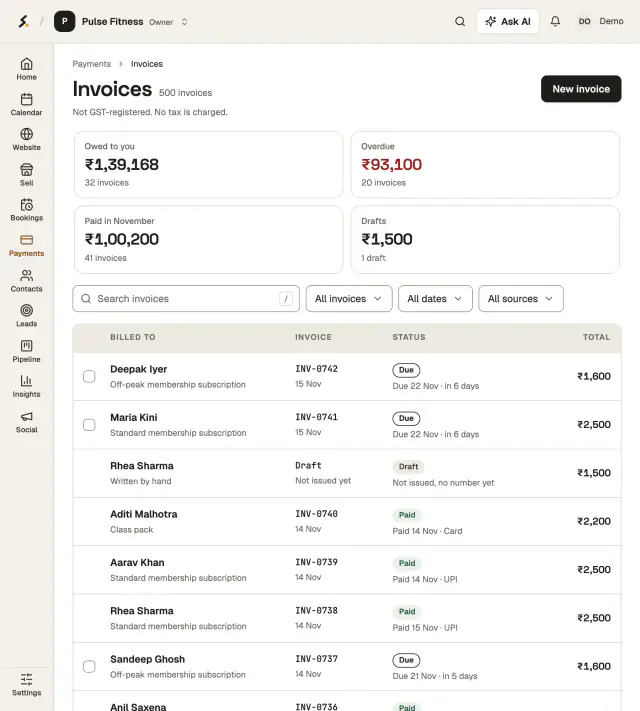 / P Pulse Fitness Owner Ask AI DO Demo
Home
Calendar
Website
Sell
Bookings
Payments
Contacts
Leads
Pipeline
Insights
Social
Settings
Payments > Invoices
Invoices 500 invoices
New invoice
Not GST-registered. No tax is charged.
Owed to you
₹1,39,168
32 invoices
Overdue
₹93,100
20 invoices
Paid in November
₹1,00,200
41 invoices
Drafts
₹1,500
1 draft
Search invoices / All invoices All dates All sources
BILLED TO INVOICE STATUS TOTAL
Deepak Iyer INV-0742 Due ₹1,600
Off-peak membership subscription 15 Nov Due 22 Nov · in 6 days
Maria Kini INV-0741 Due ₹2,500
Standard membership subscription 15 Nov Due 22 Nov · in 6 days
Rhea Sharma Draft Draft ₹1,500
Written by hand Not issued yet Not issued, no number yet
Aditi Malhotra INV-0740 Paid ₹2,200
Class pack 14 Nov Paid 14 Nov · Card
Aarav Khan INV-0739 Paid ₹2,500
Standard membership subscription 14 Nov Paid 14 Nov · UPI
Rhea Sharma INV-0738 Paid ₹2,500
Standard membership subscription 14 Nov Paid 15 Nov · UPI
Sandeep Ghosh INV-0737 Due ₹1,600
Off-peak membership subscription 14 Nov Due 21 Nov · in 5 days
Anil Saxena INV-0736 Paid